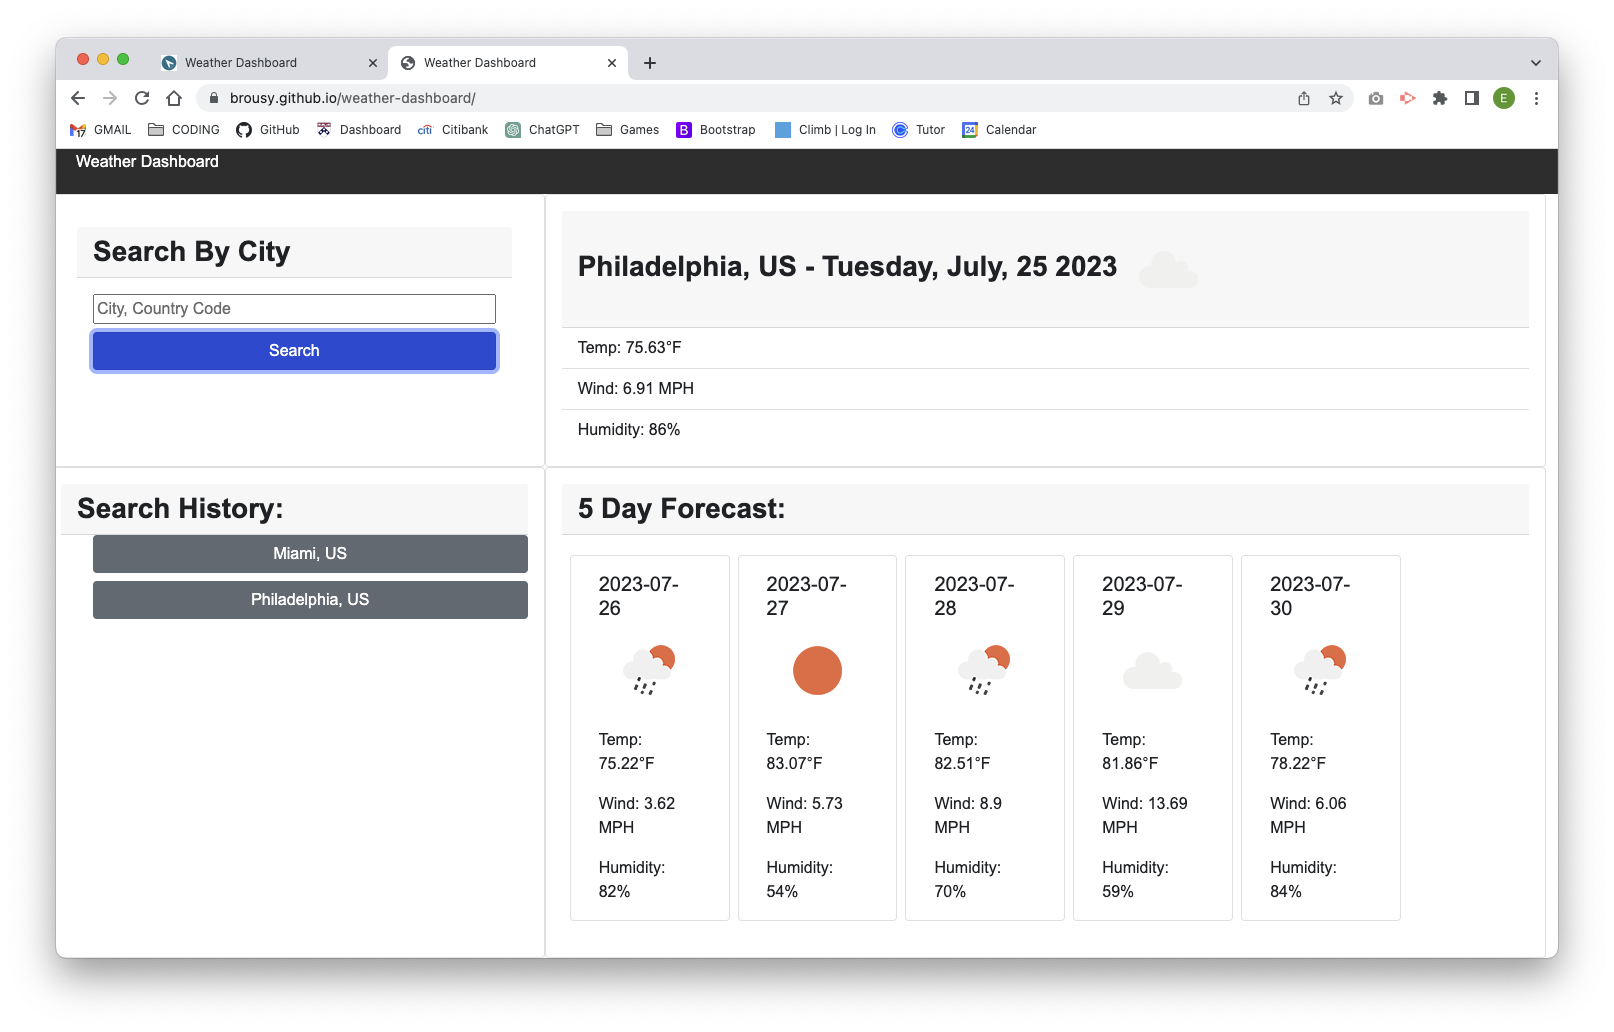 Weather Dashboard
Weather Dashboard
brousy.github.io/weather-dashboard/
E
GMAIL
CODING
GitHub
Dashboard
citi
Citibank
ChatGPT
Games
B
Bootstrap
Climb | Log In
Tutor
24
Calendar
Weather Dashboard
Search By City
City, Country Code
Search
Philadelphia, US - Tuesday, July, 25 2023
Temp: 75.63°F
Wind: 6.91 MPH
Humidity: 86%
Search History:
Miami, US
Philadelphia, US
5 Day Forecast:
2023-07-
26
Temp:
75.22°F
Wind: 3.62
MPH
Humidity:
82%
2023-07-
27
Temp:
83.07°F
Wind: 5.73
MPH
Humidity:
54%
2023-07-
28
Temp:
82.51°F
Wind: 8.9
MPH
Humidity:
70%
2023-07-
29
Temp:
81.86°F
Wind: 13.69
MPH
Humidity:
59%
2023-07-
30
Temp:
78.22°F
Wind: 6.06
MPH
Humidity:
84%